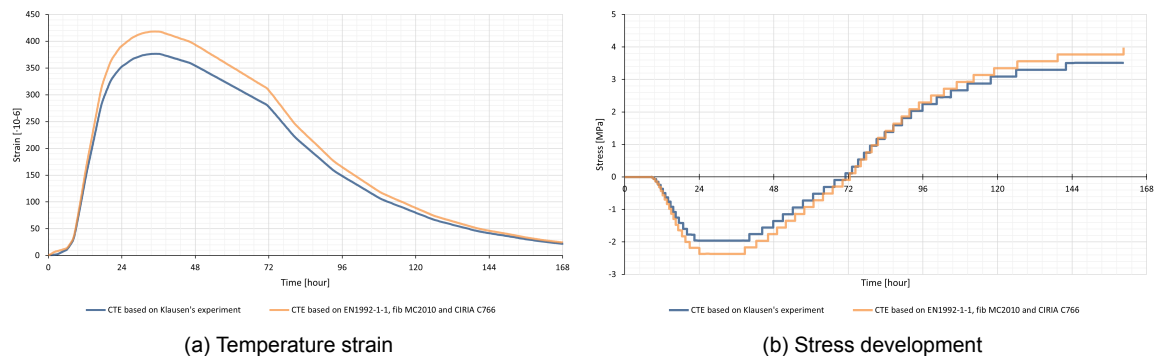 450
400
350
300
250
200
150
100
50
0
Strain [·10-6]
0 24 48 72 96 120 144 168
Time [hour]
CTE based on Klausen's experiment CTE based on EN1992-1-1, fib MC2010 and CIRIA C766
(a) Temperature strain
5
4
3
2
1
0
-1
-2
-3
Stress [MPa]
0 24 48 72 96 120 144 168
Time [hour]
CTE based on Klausen's experiment CTE based on EN1992-1-1, fib MC2010 and CIRIA C766
(b) Stress development